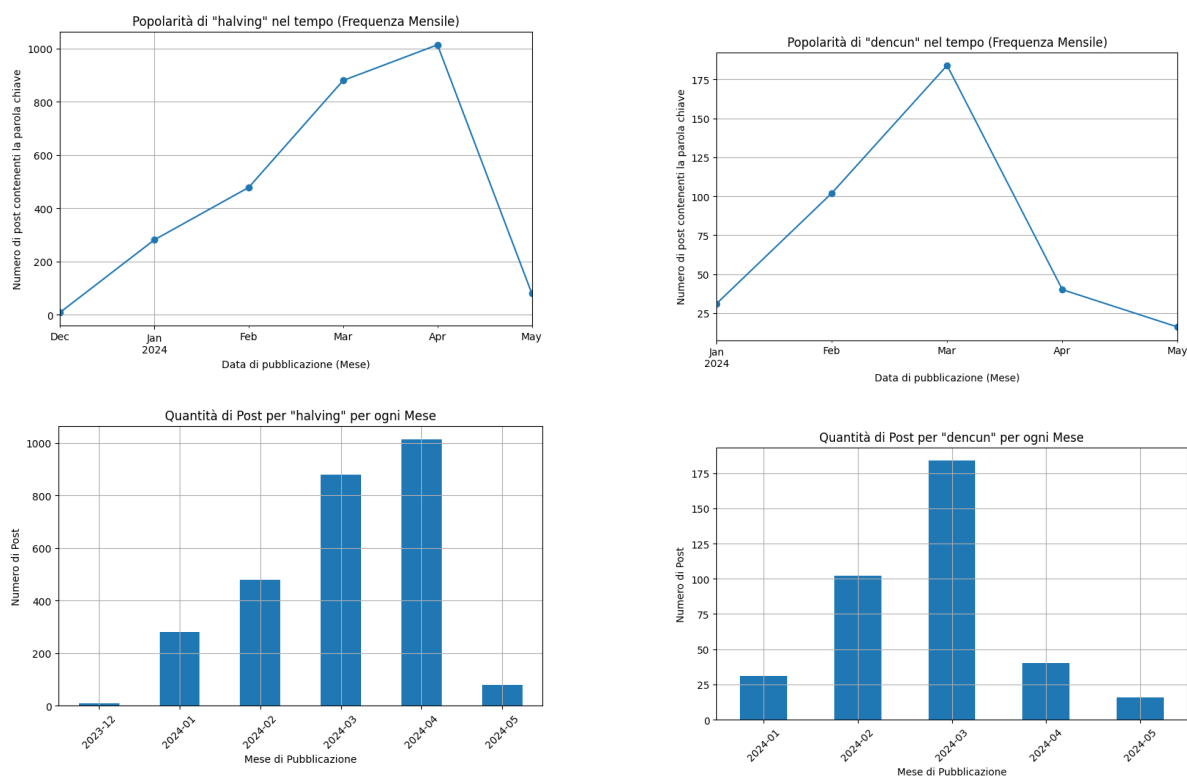 Popolarità di "halving" nel tempo (Frequenza Mensile)
Numero di post contenenti la parola chiave
1000
800
600
400
200
0
Dec
Jan
2024
Feb
Mar
Apr
May
Data di pubblicazione (Mese)
Popolarità di "dencun" nel tempo (Frequenza Mensile)
Numero di post contenenti la parola chiave
175
150
125
100
75
50
25
Jan
2024
Feb
Mar
Apr
May
Data di pubblicazione (Mese)
Quantità di Post per "halving" per ogni Mese
Numero di Post
1000
800
600
400
200
0
2023-12
2024-01
2024-02
2024-03
2024-04
2024-05
Mese di Pubblicazione
Quantità di Post per "dencun" per ogni Mese
Numero di Post
175
150
125
100
75
50
25
0
2024-01
2024-02
2024-03
2024-04
2024-05
Mese di Pubblicazione